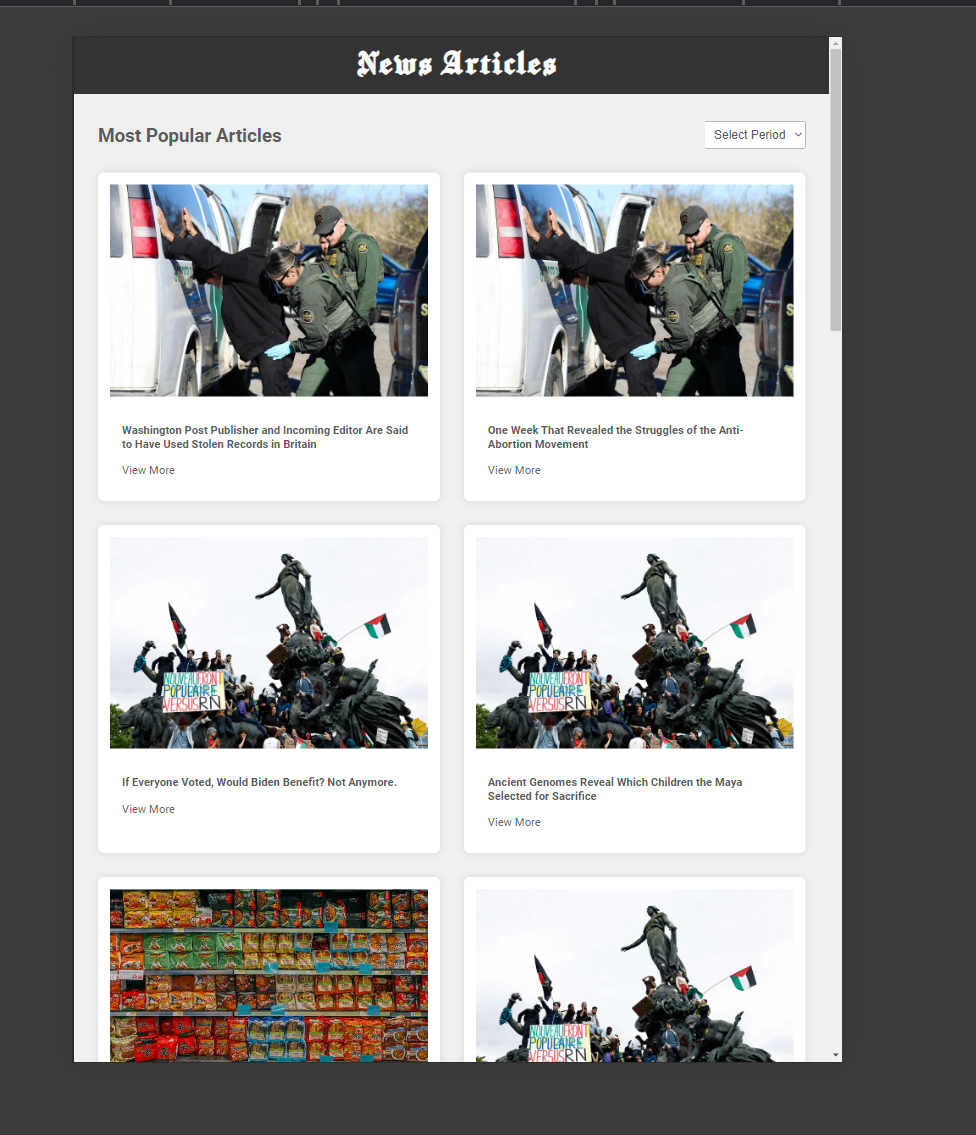 News Articles
Most Popular Articles
Select Period
Washington Post Publisher and Incoming Editor Are Said
to Have Used Stolen Records in Britain
View More
One Week That Revealed the Struggles of the Anti-
Abortion Movement
View More
NOUVEAU FRONT
POPULAIRE
VERSUS RN
NOUVEAU FRONT
POPULAIRE
VERSUS RN
If Everyone Voted, Would Biden Benefit? Not Anymore.
View More
Ancient Genomes Reveal Which Children the Maya
Selected for Sacrifice
View More
NOUVEAU FRONT
POPULAIRE
VERSUS RN